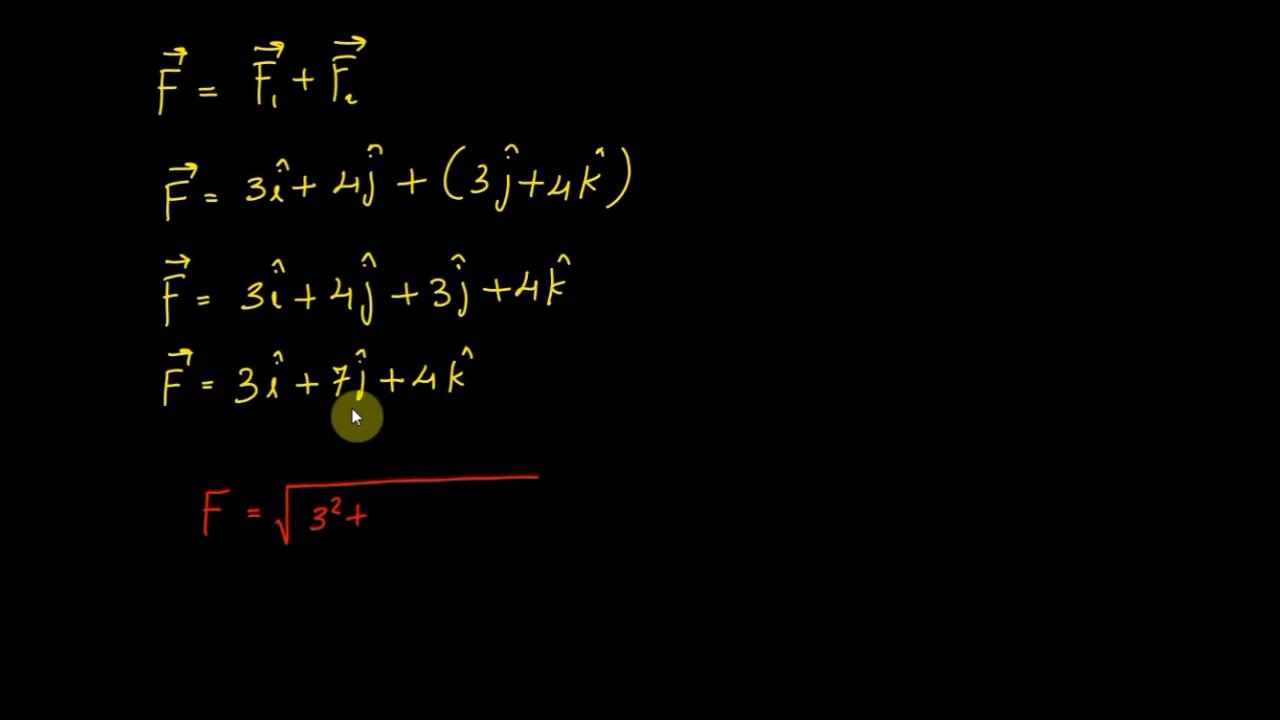 F⃗ = F⃗₁ + F⃗₂
F⃗ = 3î + 4ĵ + (3ĵ + 4k̂)
F⃗ = 3î + 4ĵ + 3ĵ + 4k̂
F⃗ = 3î + 7ĵ + 4k̂
F = √3² +